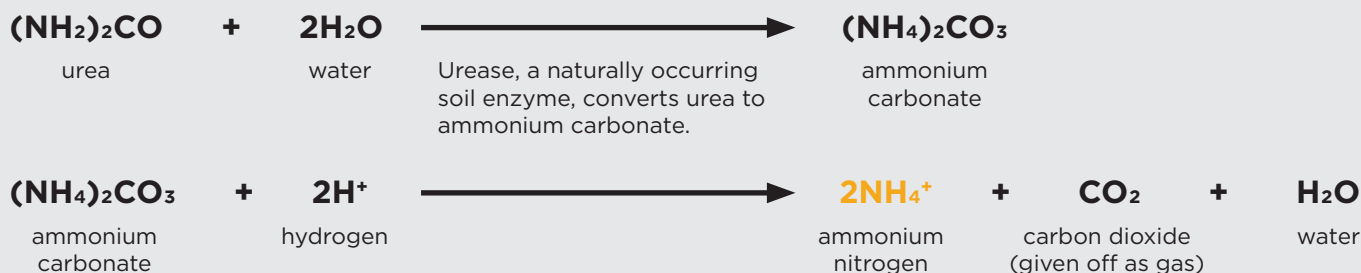 (NH₂)₂CO + 2H₂O (NH₄)₂CO₃
urea water Urease, a naturally occurring ammonium
soil enzyme, converts urea to carbonate
ammonium carbonate.
(NH₄)₂CO₃ + 2H⁺ 2NH₄⁺ + CO₂ + H₂O
ammonium hydrogen ammonium carbon dioxide water
carbonate nitrogen (given off as gas)